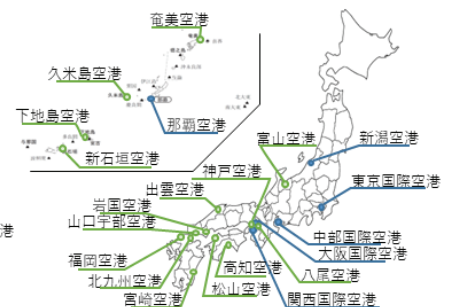 奄美空港
久米島空港
下地島空港
那覇空港
新石垣空港
富山空港
新潟空港
神戸空港
東京国際空港
出雲空港
岩国空港
山口宇部空港
中部国際空港
大阪国際空港
福岡空港
高知空港
八尾空港
北九州空港
松山空港
宮崎空港
関西国際空港
港